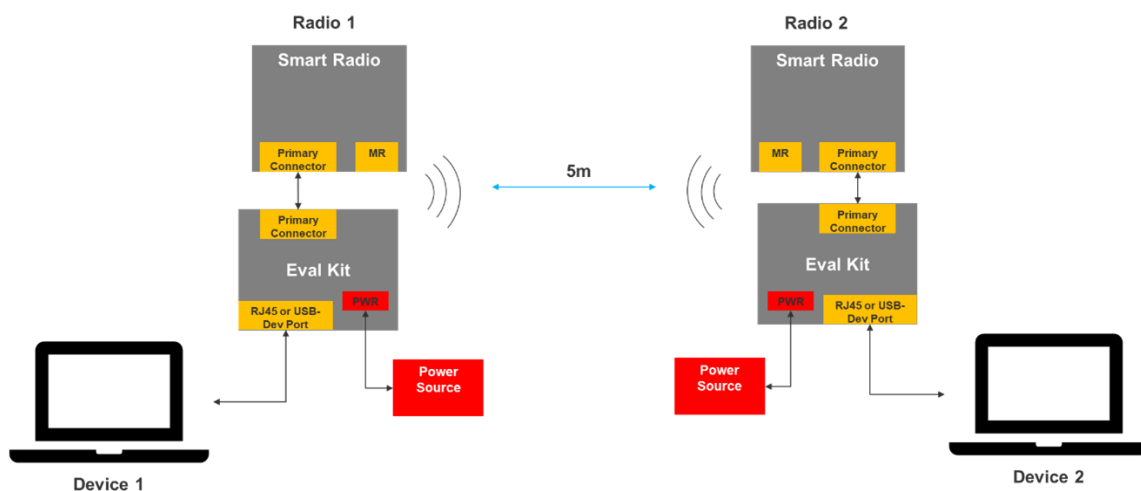 Radio 1
Smart Radio
Primary
Connector
MR
Primary
Connector
Eval Kit
RJ45 or USB-
Dev Port
PWR
Power
Source
Device 1
5m
Radio 2
Smart Radio
MR
Primary
Connector
Primary
Connector
Eval Kit
PWR
RJ45 or USB-
Dev Port
Power
Source
Device 2